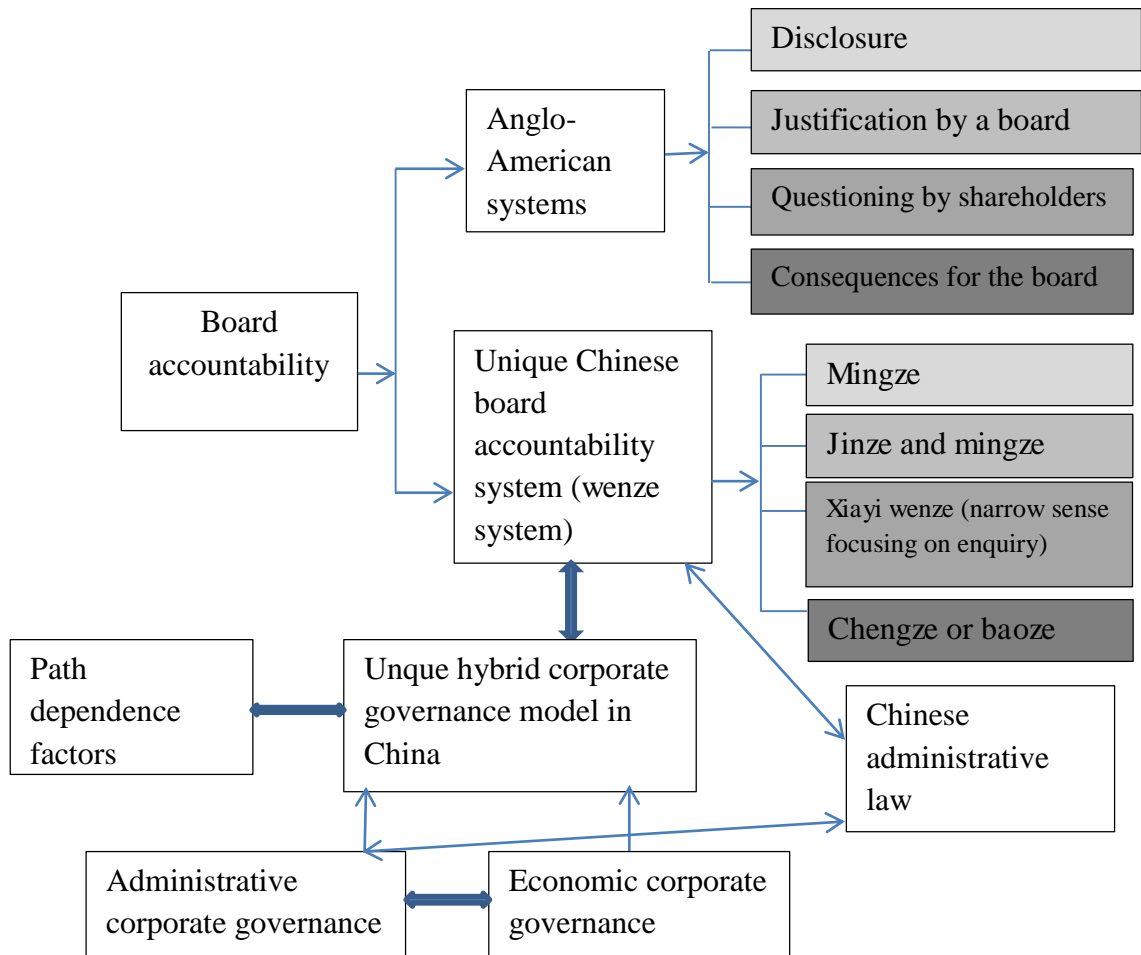 Disclosure
Anglo-
American
systems
Justification by a board
Questioning by shareholders
Consequences for the board
Board
accountability
Unique Chinese
board
accountability
system (wenze
system)
Mingze
Jinze and mingze
Xiayi wenze (narrow sense
focusing on enquiry)
Chengze or baoze
Path
dependence
factors
Unque hybrid corporate
governance model in
China
Chinese
administrative
law
Administrative
corporate governance
Economic corporate
governance